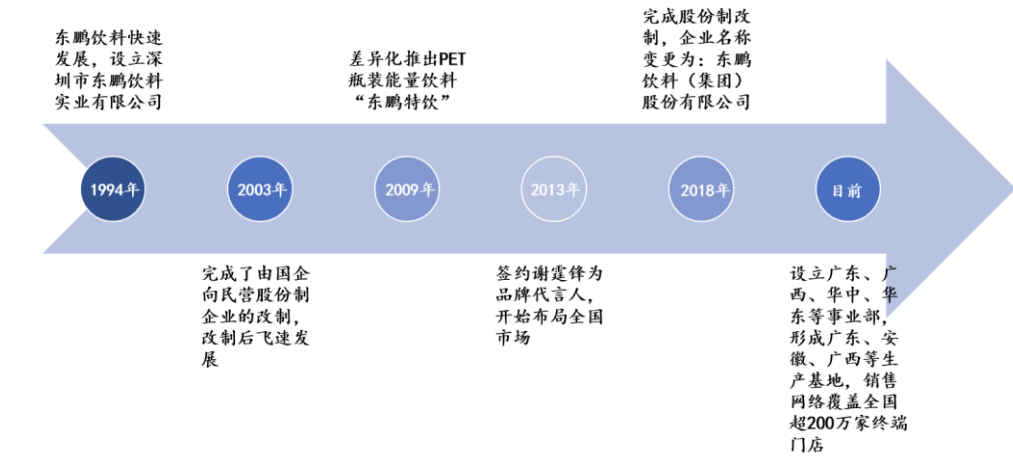 东鹏饮料快速
发展，设立深
圳市东鹏饮料
实业有限公司
差异化推出PET
瓶装能量饮料
“东鹏特饮”
完成股份制改
制，企业名称
变更为：东鹏
饮料（集团）
股份有限公司
1994年
2003年
2009年
2013年
2018年
目前
完成了由国企
向民营股份制
企业的改制，
改制后飞速发
展
签约谢霆锋为
品牌代言人，
开始布局全国
市场
设立广东、广
西、华中、华
东等事业部，
形成广东、安
徽、广西等生
产基地，销售
网络覆盖全国
超200万家终端
门店